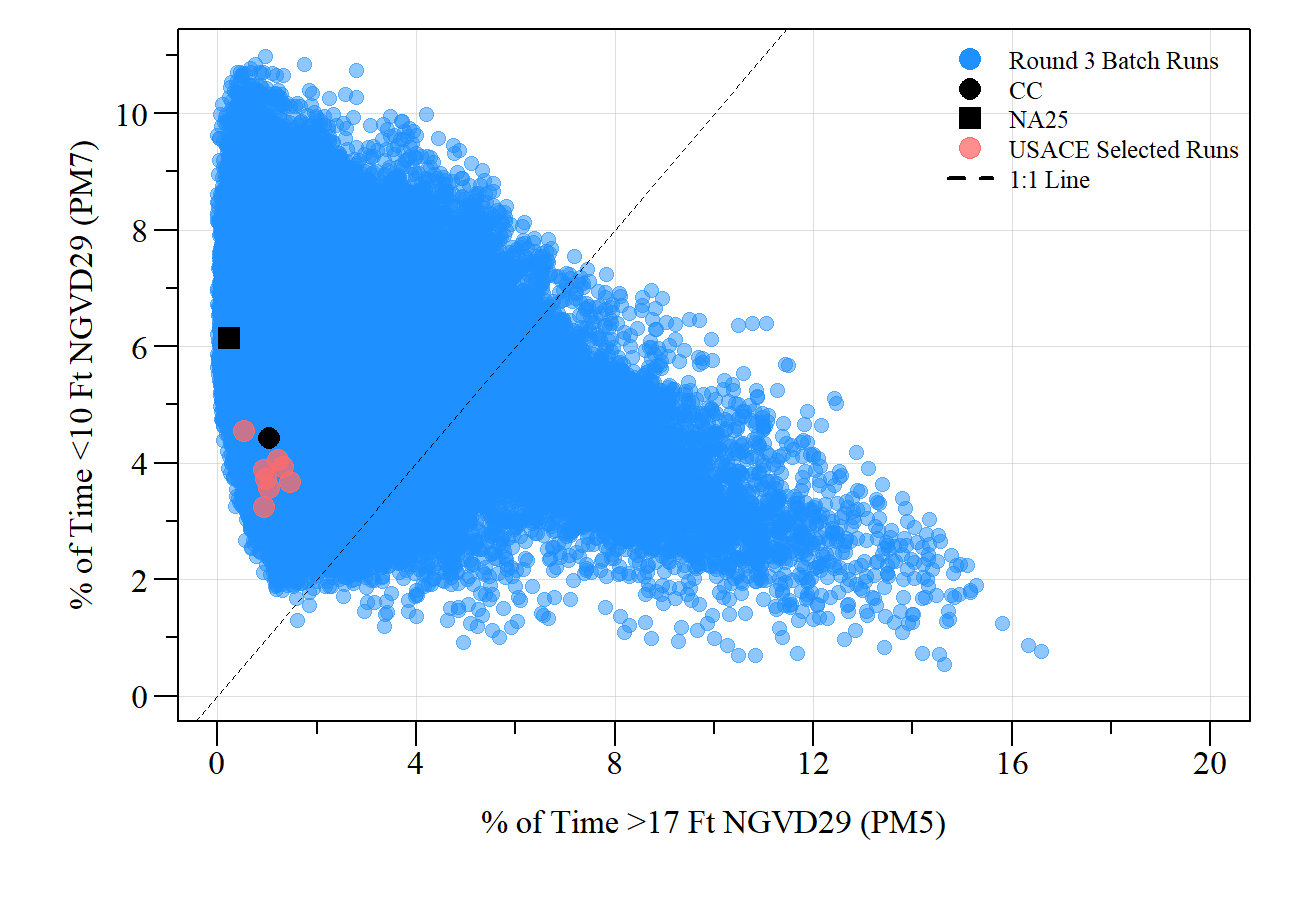 Round 3 Batch Runs
CC
NA25
USACE Selected Runs
1:1 Line
% of Time <10 Ft NGVD29 (PM7)
10
8
6
4
2
0
0 4 8 12 16 20
% of Time >17 Ft NGVD29 (PM5)